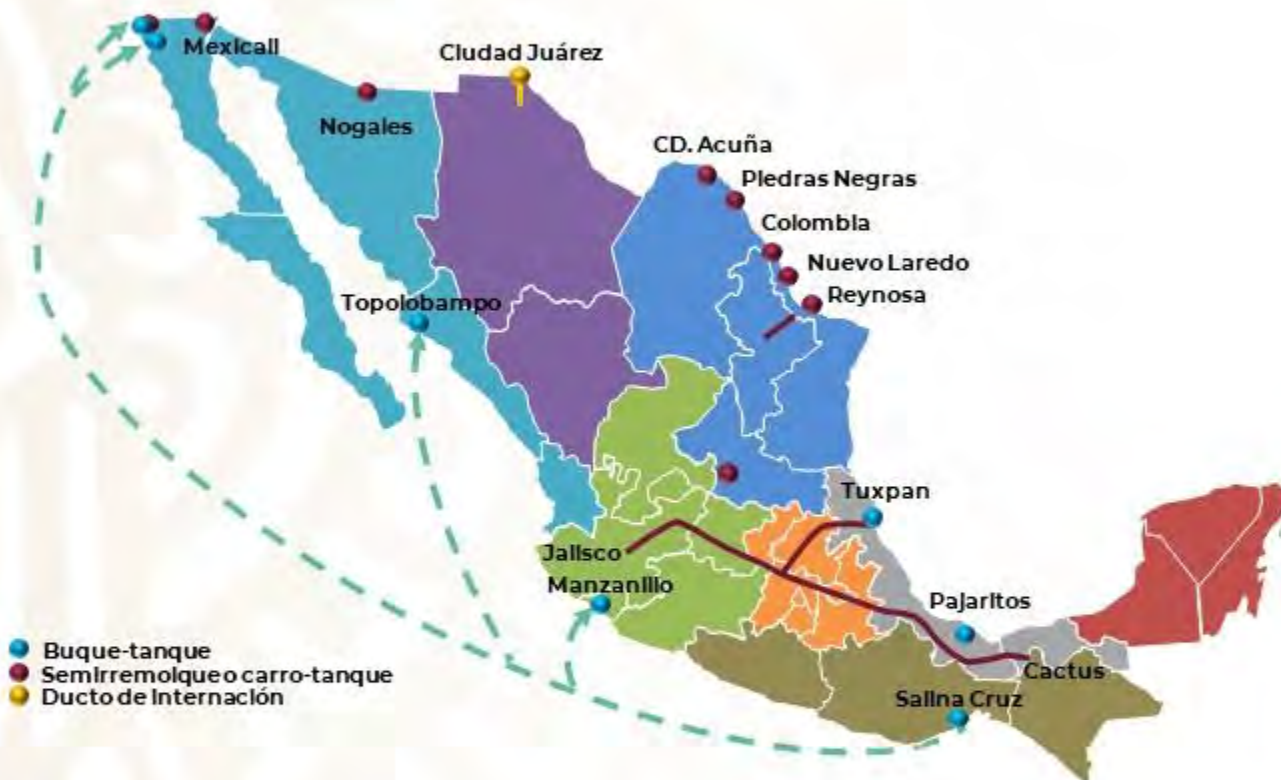 Mexicali
Ciudad Juárez
Nogales
CD. Acuña
Piedras Negras
Colombia
Nuevo Laredo
Reynosa
Topolobampo
Tuxpan
Jalisco
Manzanillo
Pajaritos
Cactus
Salina Cruz
Buque-tanque
Semirremolque o carro-tanque
Ducto de Internación